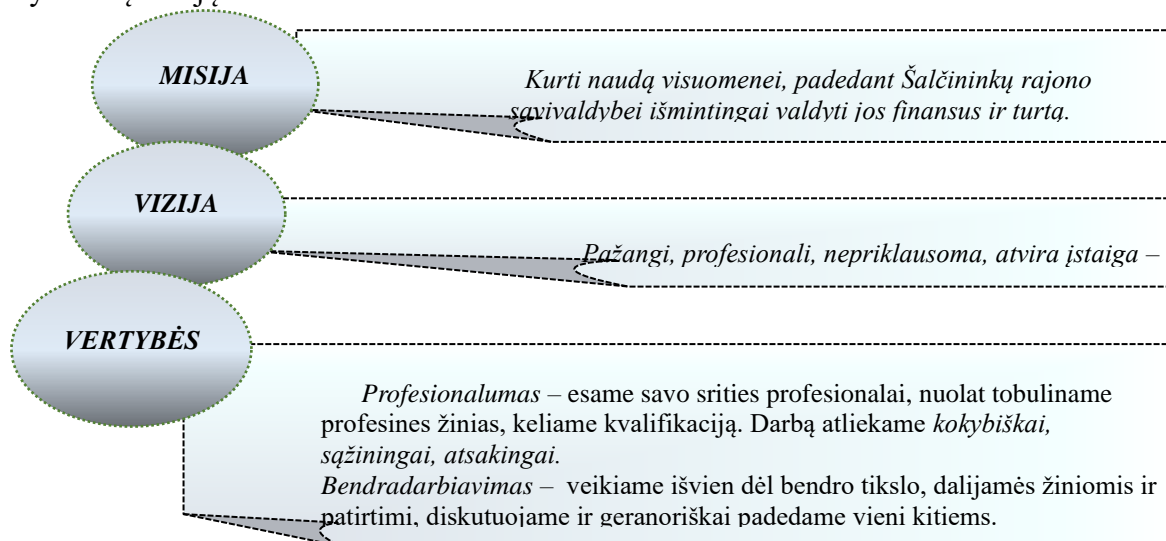 MISIJA
Kurti naudą visuomenei, padedant Šalčininkų rajono
savivaldybei išmintingai valdyti jos finansus ir turtą.
VIZIJA
Pažangi, profesionali, nepriklausoma, atvira įstaiga –
VERTYBĖS
Profesionalumas – esame savo srities profesionalai, nuolat tobuliname
profesines žinias, keliame kvalifikaciją. Darbą atliekame kokybiškai,
sąžiningai, atsakingai.
Bendradarbiavimas – veikiame išvien dėl bendro tikslo, dalijamės žiniomis ir
patirtimi, diskutuojame ir geranoriškai padedame vieni kitiems.